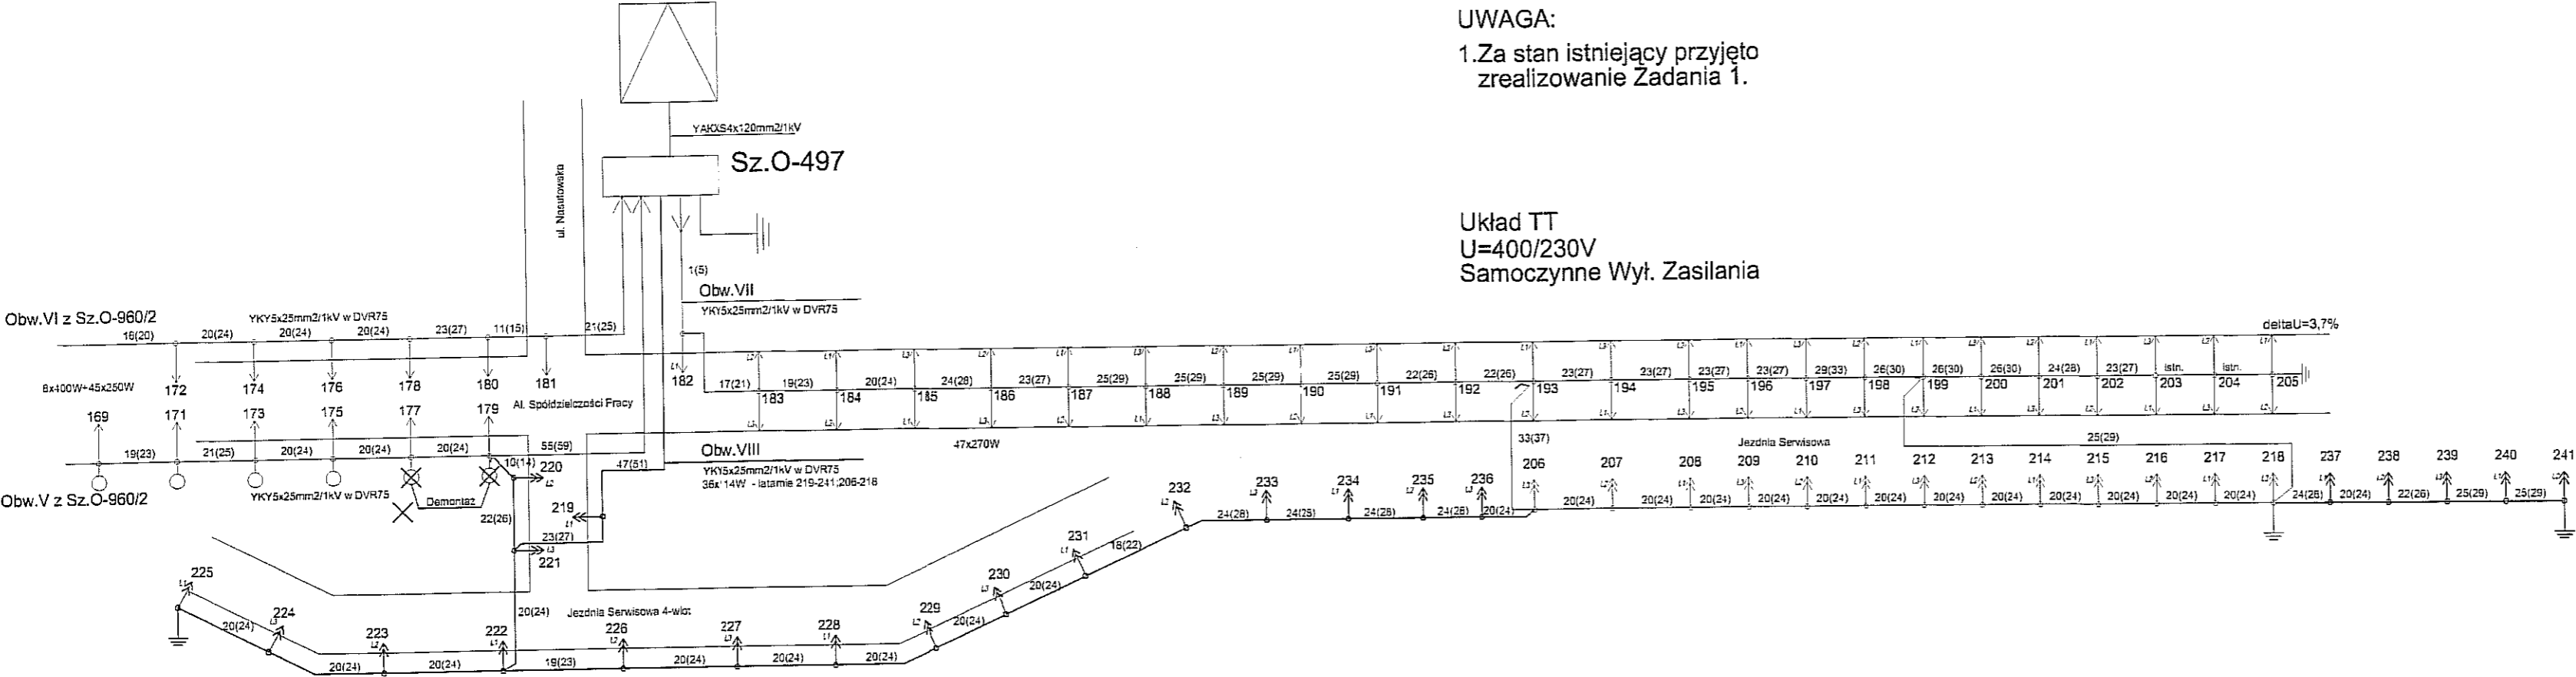 UWAGA:
1.Za stan istniejący przyjęto
zrealizowanie Zadania 1.
YAKXS4x120mm2/1kV
Sz.O-497
ul. Nasutowska
Układ TT
U=400/230V
Samoczynne Wył. Zasilania
1(5)
Obw.VII
YKY5x25mm2/1kV w DVR75
Obw.VI z Sz.O-960/2
YKY5x25mm2/1kV w DVR75
16(20) 20(24) 20(24) 20(24) 23(27) 11(15) 21(25)
deltaU=3,7%
8x400W+45x250W
172 174 176 178 180 181 182
17(21) 19(23) 20(24) 24(28) 23(27) 25(29) 25(29) 25(29) 25(29) 22(26) 22(26) 23(27) 23(27) 23(27) 23(27) 29(33) 26(30) 26(30) 26(30) 24(28) 23(27) istn. istn.
183 184 185 186 187 188 189 190 191 192 193 194 195 196 197 198 199 200 201 202 203 204 205
Al. Spółdzielczości Pracy
169 171 173 175 177 179
19(23) 21(25) 20(24) 20(24) 20(24) 55(59)
47x270W
33(37)
Jezdnia Serwisowa
25(29)
Obw.VIII
YKY5x25mm2/1kV w DVR75
36x114W - latarnie 219-241;206-218
47(51)
10(14)
220
L2
Obw.V z Sz.O-960/2
YKY5x25mm2/1kV w DVR75
Demontaż
22(26)
219
L1
23(27)
L3
221
232 233 234 235 236 206 207 208 209 210 211 212 213 214 215 216 217 218 237 238 239 240 241
24(28) 24(28) 24(28) 24(28) 20(24) 20(24) 20(24) 20(24) 20(24) 20(24) 20(24) 20(24) 20(24) 20(24) 20(24) 20(24) 20(24) 24(28) 20(24) 22(26) 25(29) 25(29)
231
18(22)
230
20(24)
229
20(24)
225
224
20(24)
20(24)
Jezdnia Serwisowa 4-wlot
223 222 226 227 228
20(24) 20(24) 19(23) 20(24) 20(24) 20(24)